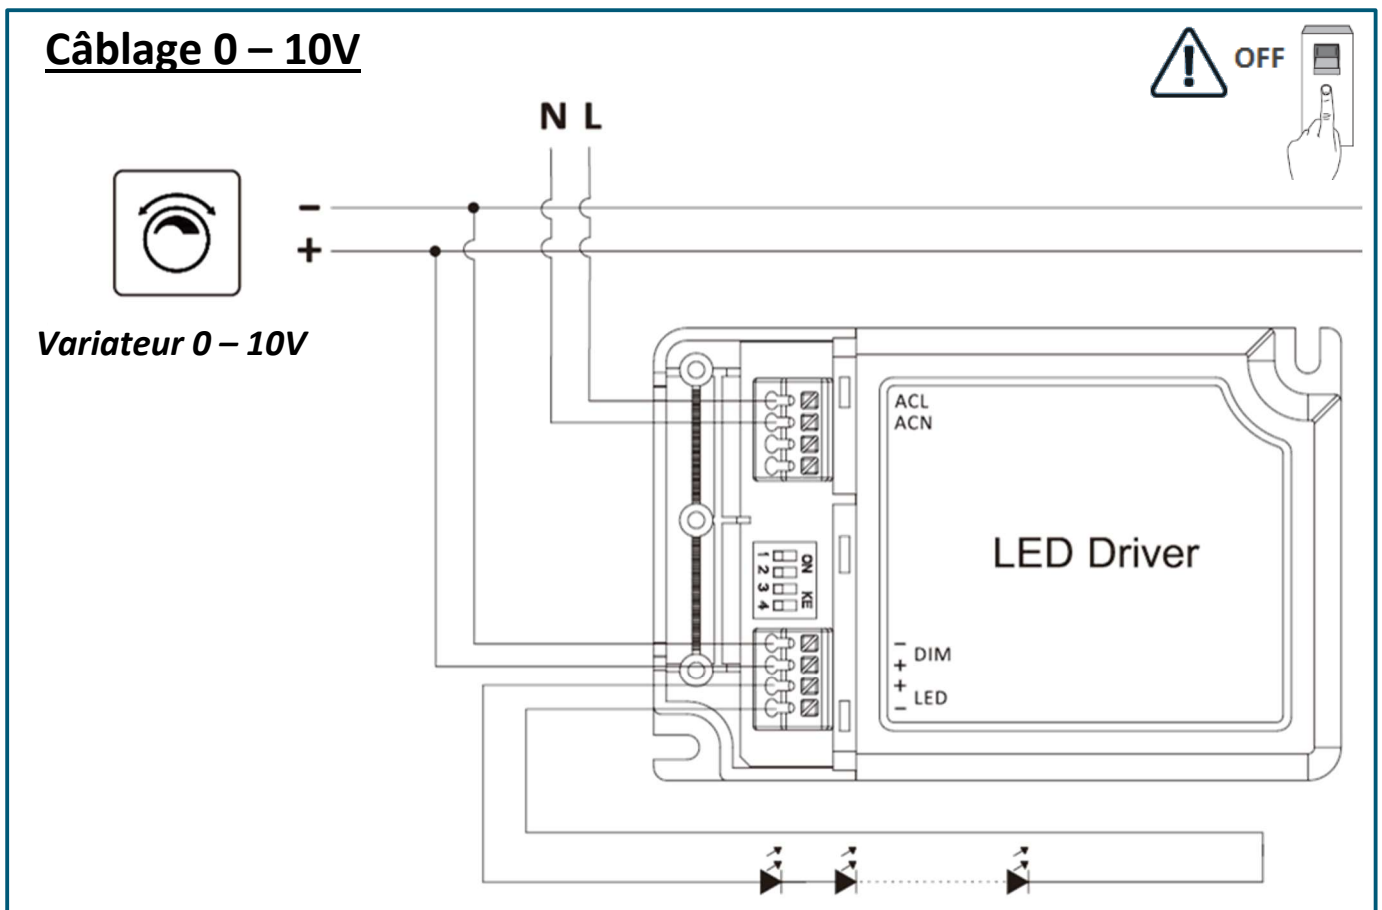 Câblage 0 – 10V
OFF
N L
−
+
Variateur 0 – 10V
ACL
ACN
LED Driver
ON KE
1 2 3 4
− DIM
+
+ LED
−